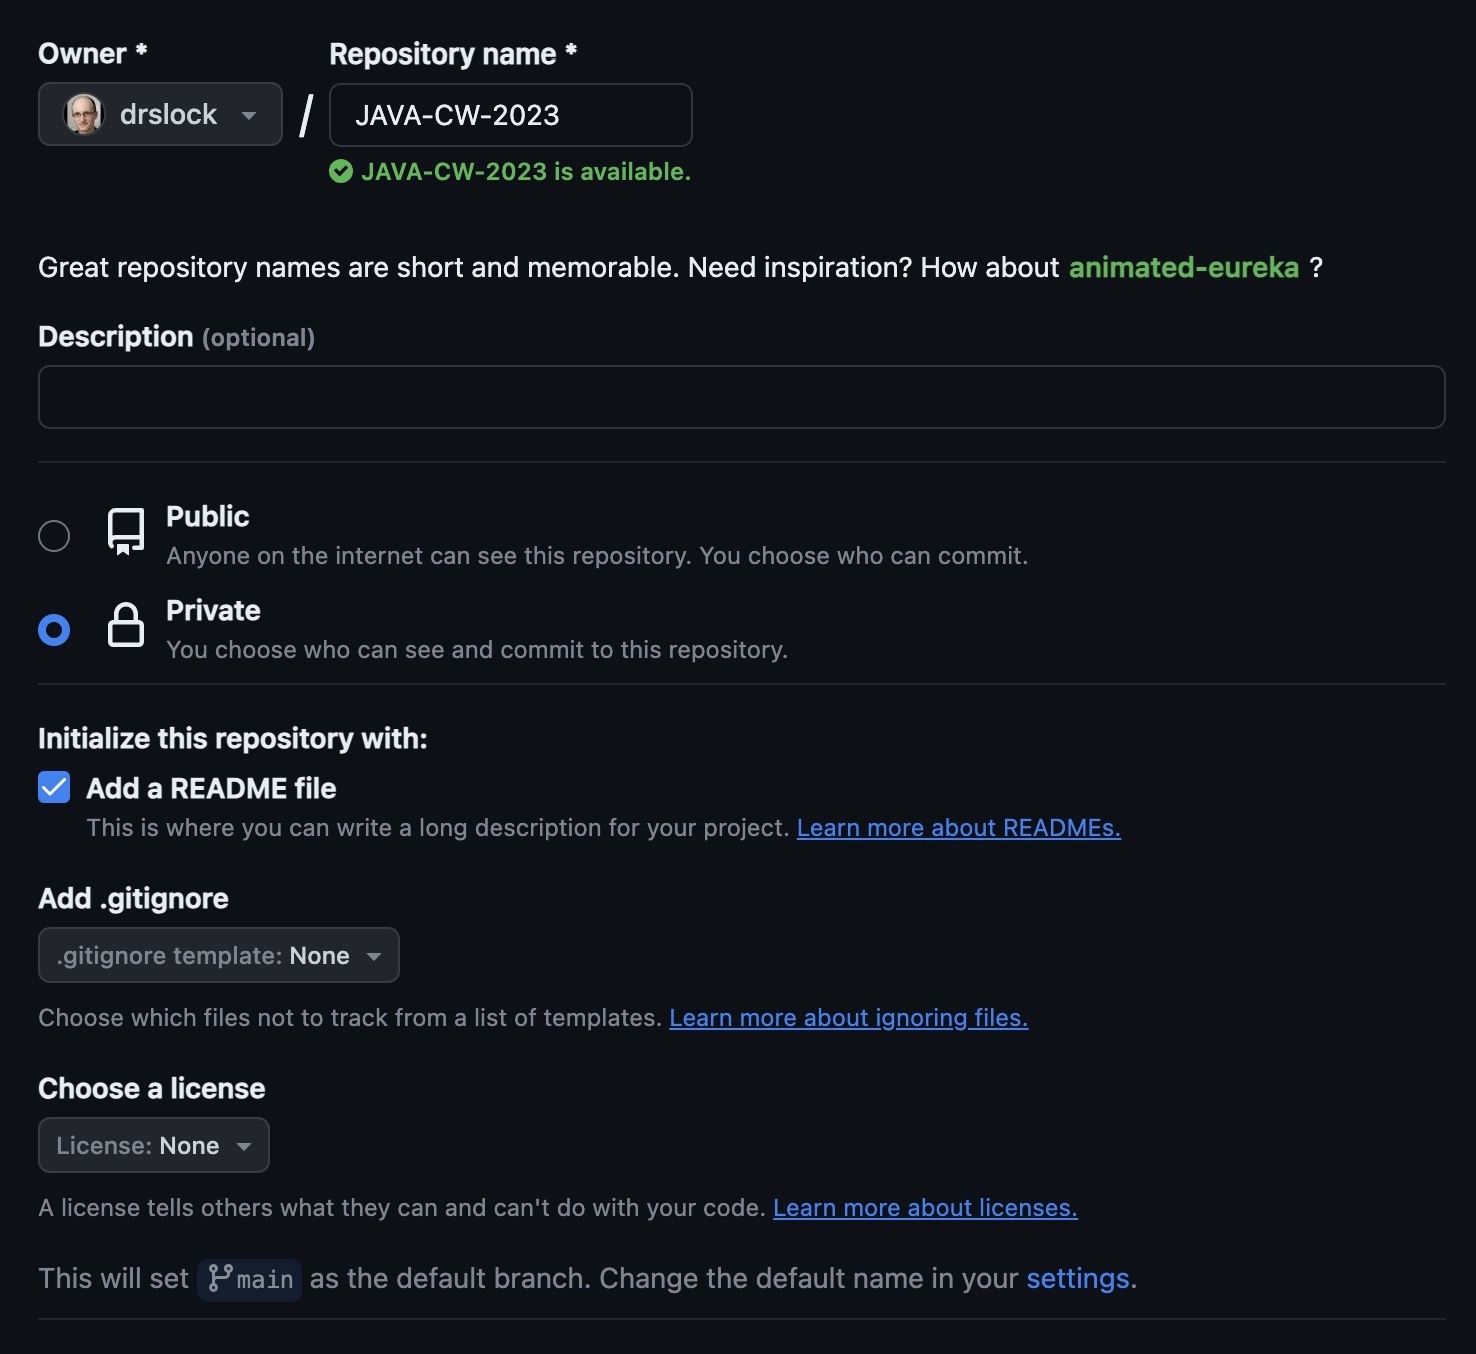 Owner * Repository name *
drslock / JAVA-CW-2023
JAVA-CW-2023 is available.
Great repository names are short and memorable. Need inspiration? How about animated-eureka ?
Description (optional)
Public
Anyone on the internet can see this repository. You choose who can commit.
Private
You choose who can see and commit to this repository.
Initialize this repository with:
Add a README file
This is where you can write a long description for your project. Learn more about READMEs.
Add .gitignore
.gitignore template: None
Choose which files not to track from a list of templates. Learn more about ignoring files.
Choose a license
License: None
A license tells others what they can and can't do with your code. Learn more about licenses.
This will set main as the default branch. Change the default name in your settings.